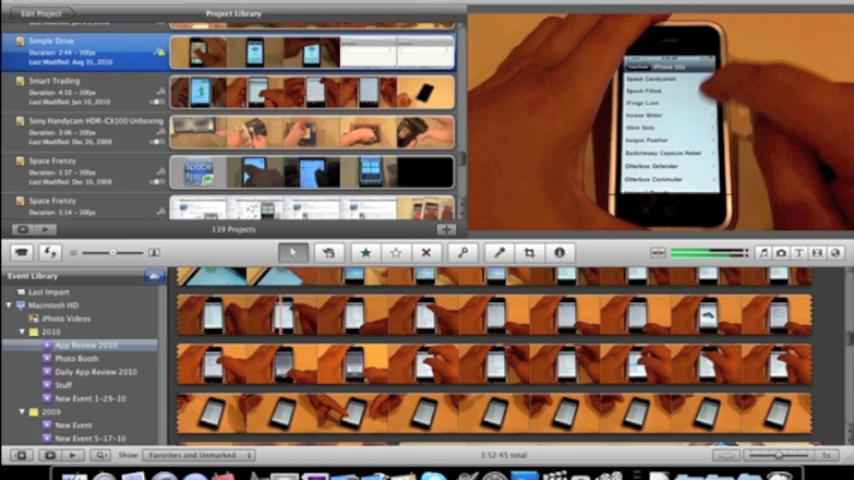 Edit Project
Project Library
Simple Drive
Duration: 2:44 - 30fps
Last Modified: Aug 31, 2010
Smart Trading
Duration: 4:10 - 30fps
Last Modified: Jun 10, 2010
Sony Handycam HDR-CX100 Unboxing
Duration: 3:06 - 30fps
Last Modified: Dec 26, 2009
Space Frenzy
Duration: 1:37 - 30fps
Last Modified: Dec 10, 2009
Space Frenzy
Duration: 1:14 - 30fps
139 Projects
Speck Candyshell
Speck Fitted
iFrogz Luxe
Incase Slider
iSkin Solo
Incipio Feather
Switcheasy Capsule Rebel
Otterbox Defender
Otterbox Commuter
Event Library
Last Import
Macintosh HD
iPhoto Videos
2010
App Review 2010
Photo Booth
Daily App Review 2010
Stuff
New Event 1-29-10
2009
New Event
New Event 5-17-10
Show:
Favorites and Unmarked
3:52:45 total
5s